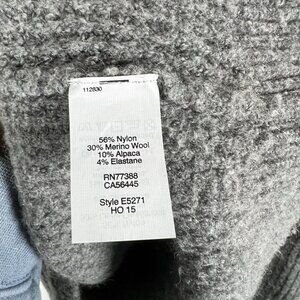 112830
56% Nylon
30% Merino Wool
10% Alpaca
4% Elastane
RN77388
CA56445
Style E5271
HO 15